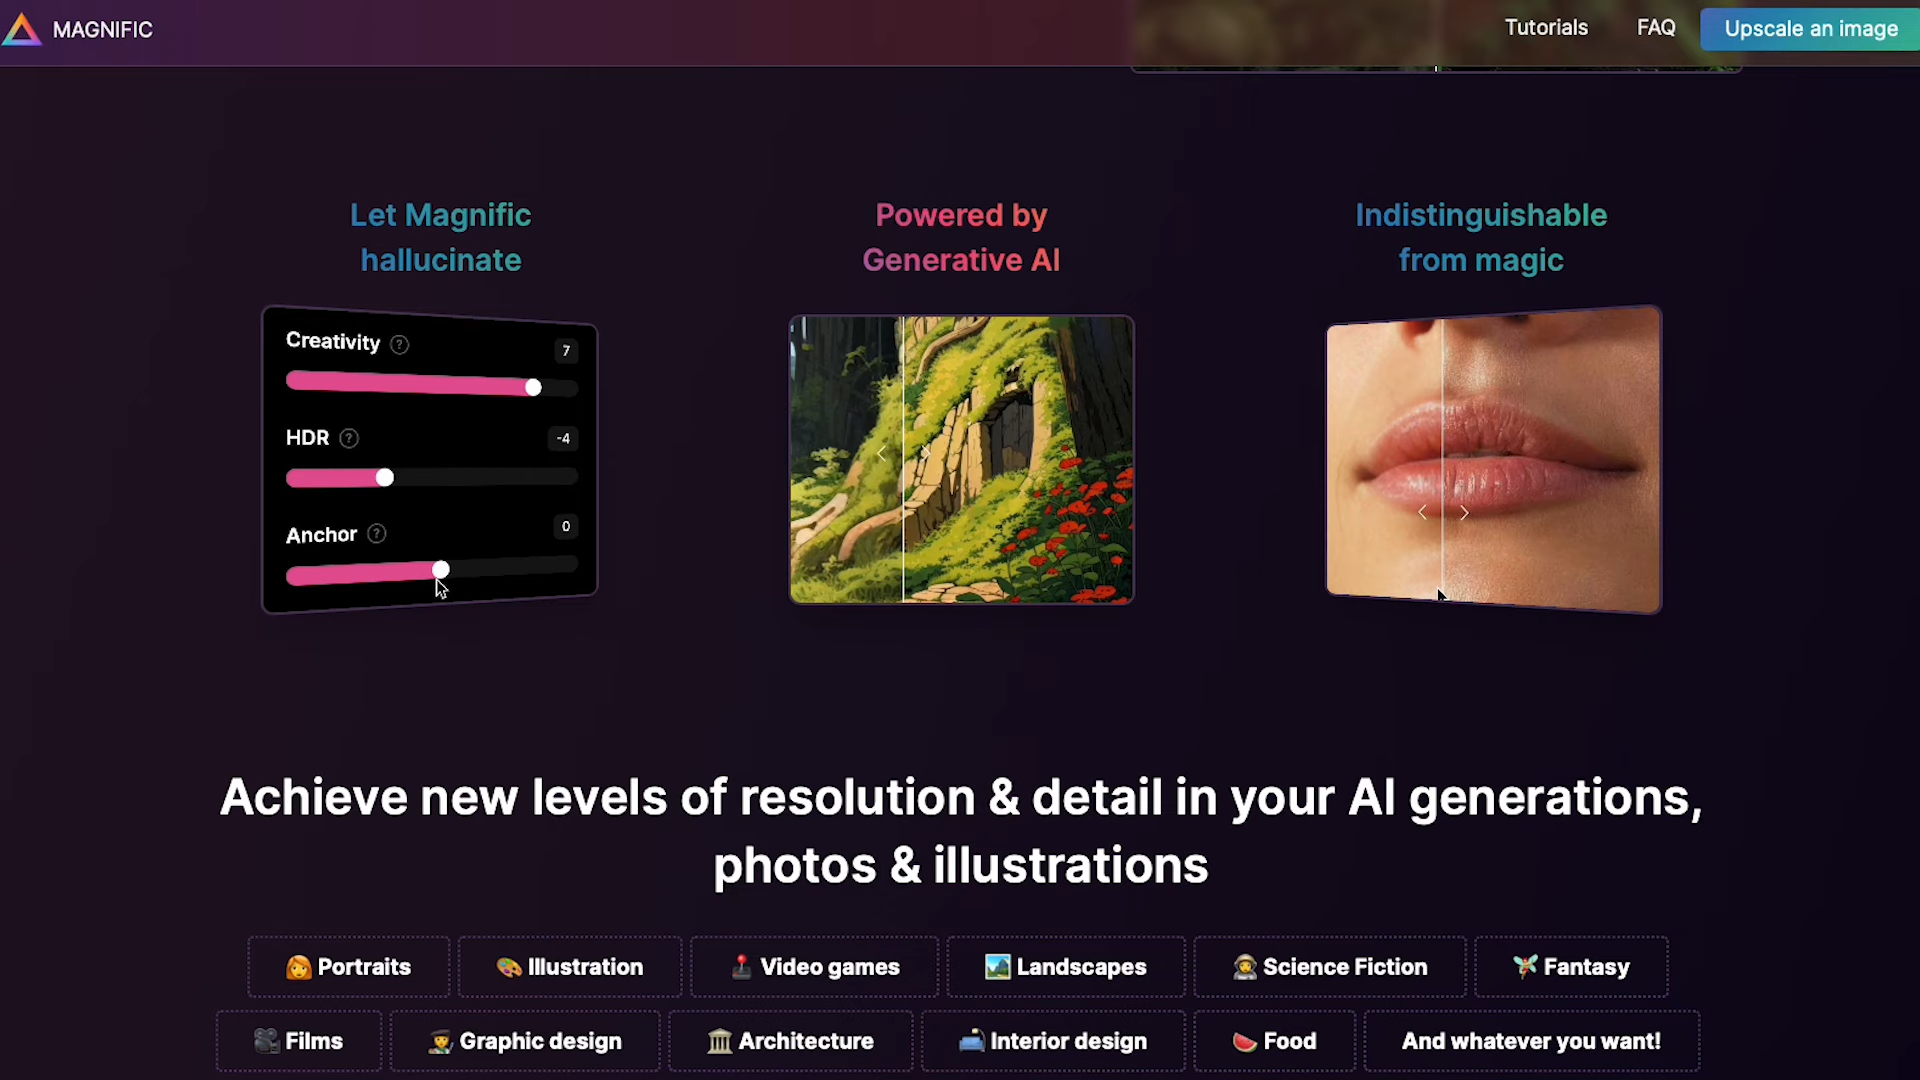 MAGNIFIC
Tutorials
FAQ
Upscale an image
Let Magnific
hallucinate
Creativity ?
7
HDR ?
-4
Anchor ?
0
Powered by
Generative AI
Indistinguishable
from magic
Achieve new levels of resolution & detail in your AI generations,
photos & illustrations
Portraits
Illustration
Video games
Landscapes
Science Fiction
Fantasy
Films
Graphic design
Architecture
Interior design
Food
And whatever you want!